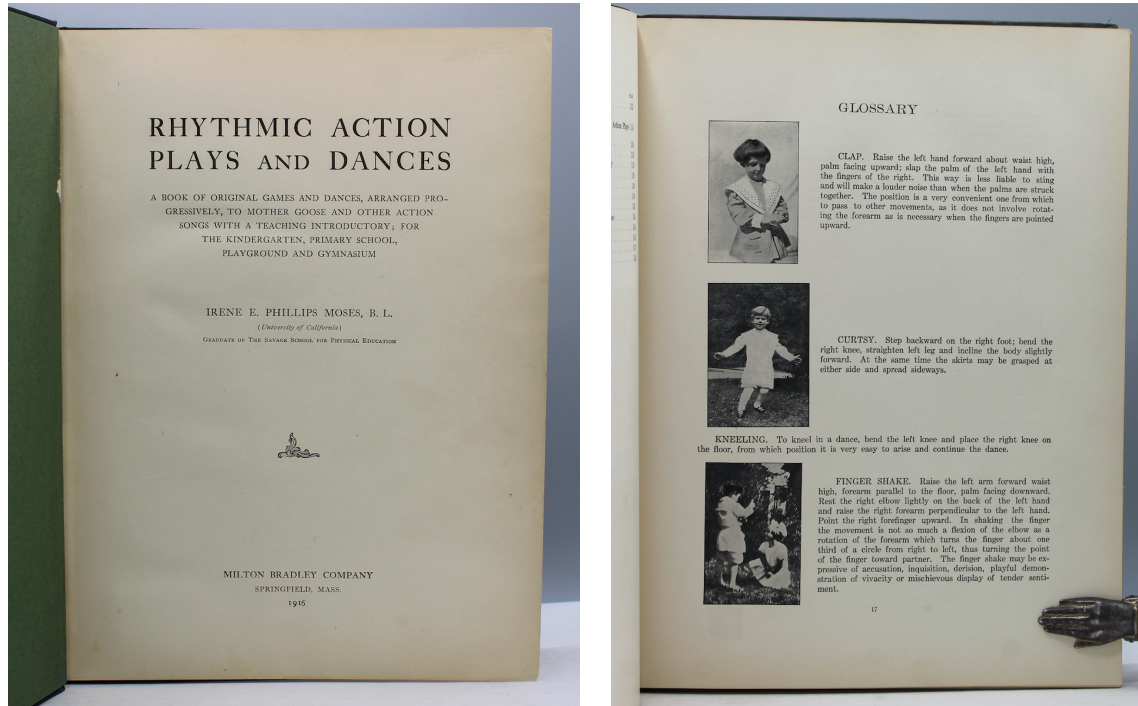 RHYTHMIC ACTION
PLAYS AND DANCES
A BOOK OF ORIGINAL GAMES AND DANCES, ARRANGED PRO-
GRESSIVELY, TO MOTHER GOOSE AND OTHER ACTION
SONGS WITH A TEACHING INTRODUCTORY; FOR
THE KINDERGARTEN, PRIMARY SCHOOL,
PLAYGROUND AND GYMNASIUM
IRENE E. PHILLIPS MOSES, B. L.
(University of California)
GRADUATE OF THE SAVAGE SCHOOL FOR PHYSICAL EDUCATION
MILTON BRADLEY COMPANY
SPRINGFIELD, MASS.
1916
Action Plays
GLOSSARY
CLAP. Raise the left hand forward about waist high,
palm facing upward; slap the palm of the left hand with
the fingers of the right. This way is less liable to sting
and will make a louder noise than when the palms are struck
together. The position is a very convenient one from which
to pass to other movements, as it does not involve rotat-
ing the forearm as is necessary when the fingers are pointed
upward.
CURTSY. Step backward on the right foot; bend the
right knee, straighten left leg and incline the body slightly
forward. At the same time the skirts may be grasped at
either side and spread sideways.
KNEELING. To kneel in a dance, bend the left knee and place the right knee on
the floor, from which position it is very easy to arise and continue the dance.
FINGER SHAKE. Raise the left arm forward waist
high, forearm parallel to the floor, palm facing downward.
Rest the right elbow lightly on the back of the left hand
and raise the right forearm perpendicular to the left hand.
Point the right forefinger upward. In shaking the finger
the movement is not so much a flexion of the elbow as a
rotation of the forearm which turns the finger about one
third of a circle from right to left, thus turning the point
of the finger toward partner. The finger shake may be ex-
pressive of accusation, inquisition, derision, playful demon-
stration of vivacity or mischievous display of tender senti-
ment.
17